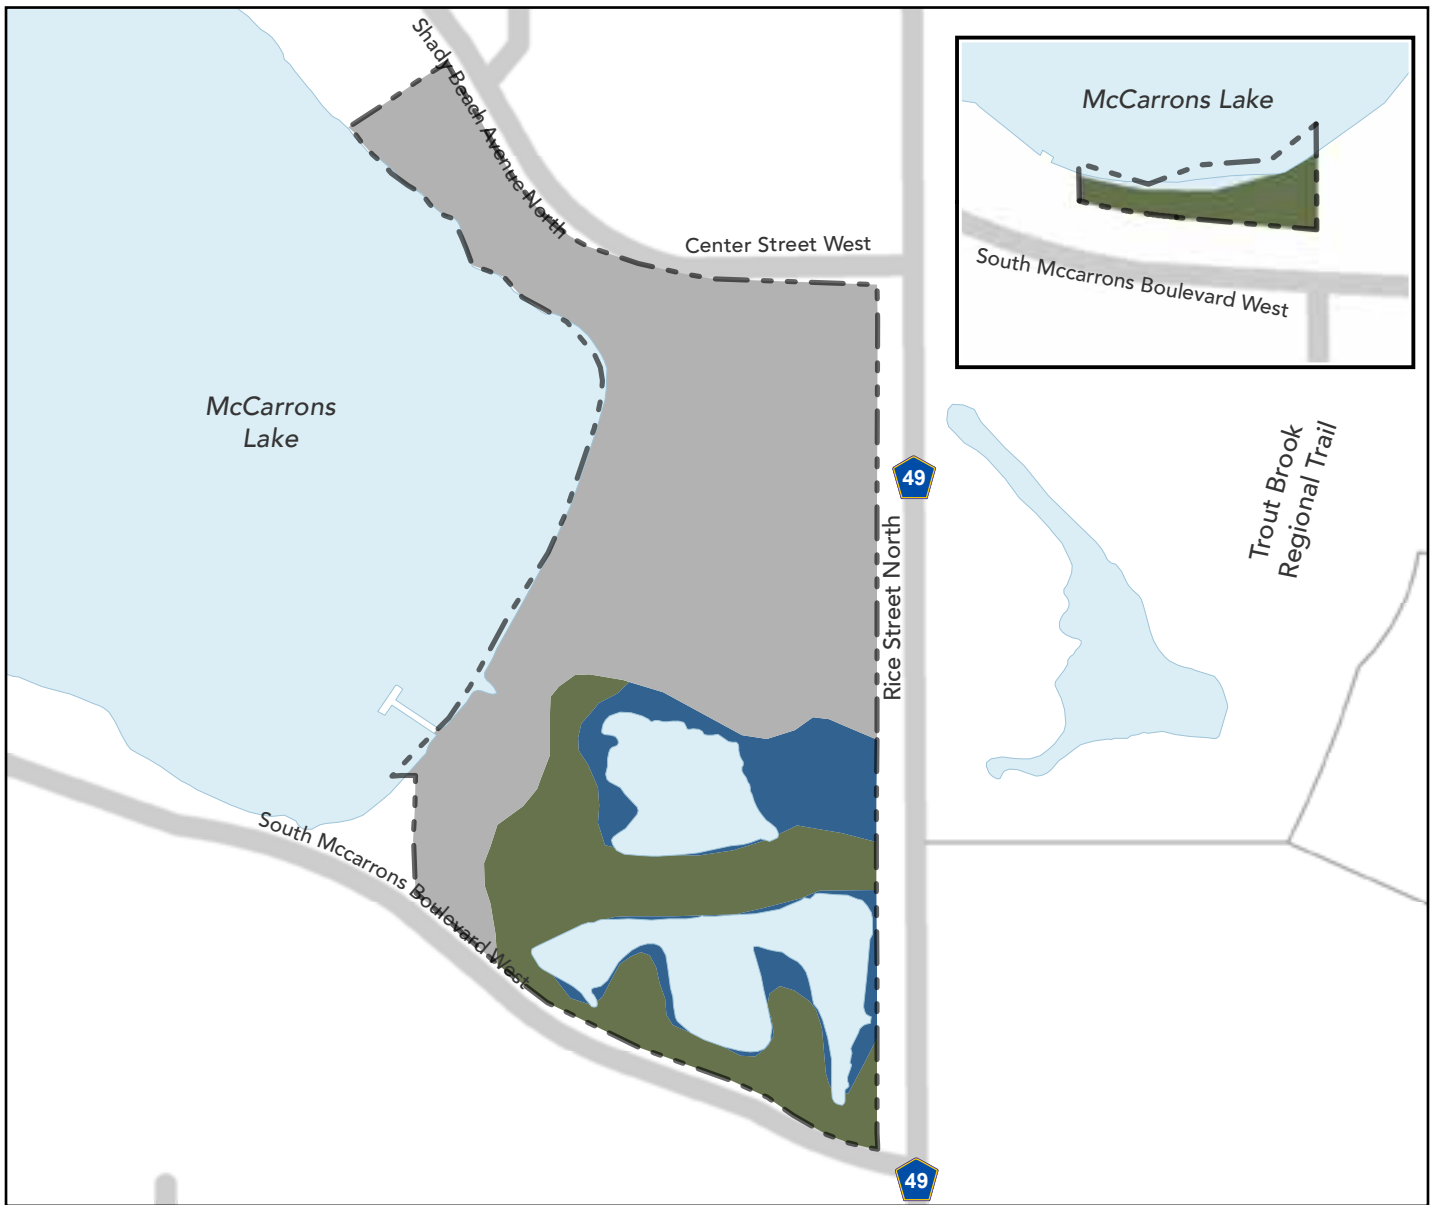 Shady Beach Avenue North
McCarrons Lake
South Mccarrons Boulevard West
Center Street West
McCarrons
Lake
49
Trout Brook
Regional Trail
Rice Street North
South Mccarrons Boulevard West
49